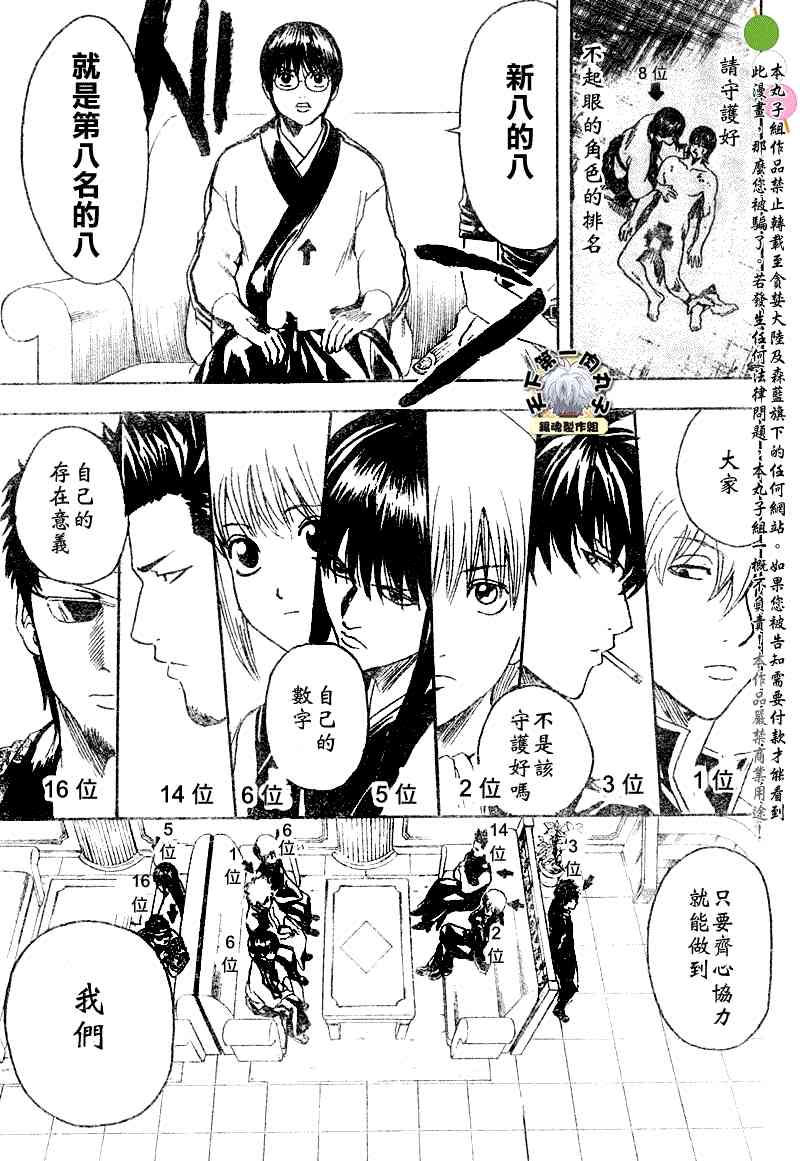 本丸子組作品禁止轉載至貪婪大陸及森藍旗下的任何網站。如果您被告知需要付款才能看到
此漫畫，那麼您被騙了。若發生任何法律問題，本丸子組一概不負責！本作品嚴禁商業用途！
請守護好
8位
不起眼的角色的排名
新八的八
就是第八名的八
天下第一肉丸子
銀魂製作組
大家
不是該
守護好嗎
自己的
數字
自己的
存在意義
1位
3位
2位
5位
6位
14位
16位
3位
14位
2位
6位
1位
6位
5位
16位
只要齊心協力
就能做到
我們